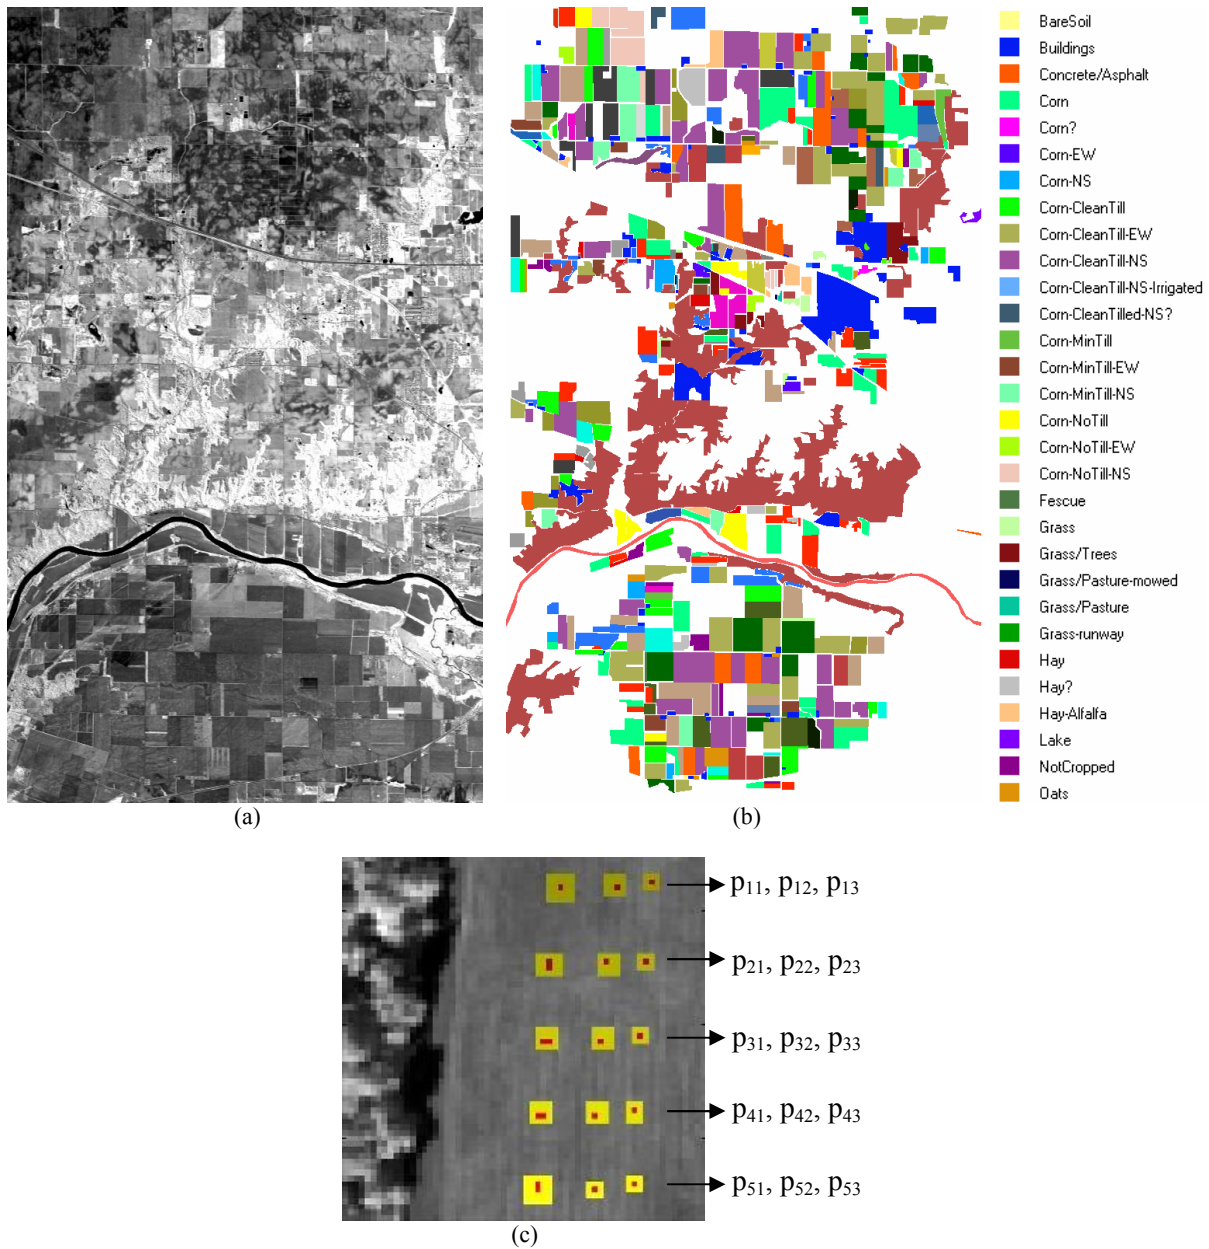 BareSoil
Buildings
Concrete/Asphalt
Corn
Corn?
Corn-EW
Corn-NS
Corn-CleanTill
Corn-CleanTill-EW
Corn-CleanTill-NS
Corn-CleanTill-NS-Irrigated
Corn-CleanTilled-NS?
Corn-MinTill
Corn-MinTill-EW
Corn-MinTill-NS
Corn-NoTill
Corn-NoTill-EW
Corn-NoTill-NS
Fescue
Grass
Grass/Trees
Grass/Pasture-mowed
Grass/Pasture
Grass-runway
Hay
Hay?
Hay-Alfalfa
Lake
NotCropped
Oats
(a)
(b)
p11, p12, p13
p21, p22, p23
p31, p32, p33
p41, p42, p43
p51, p52, p53
(c)